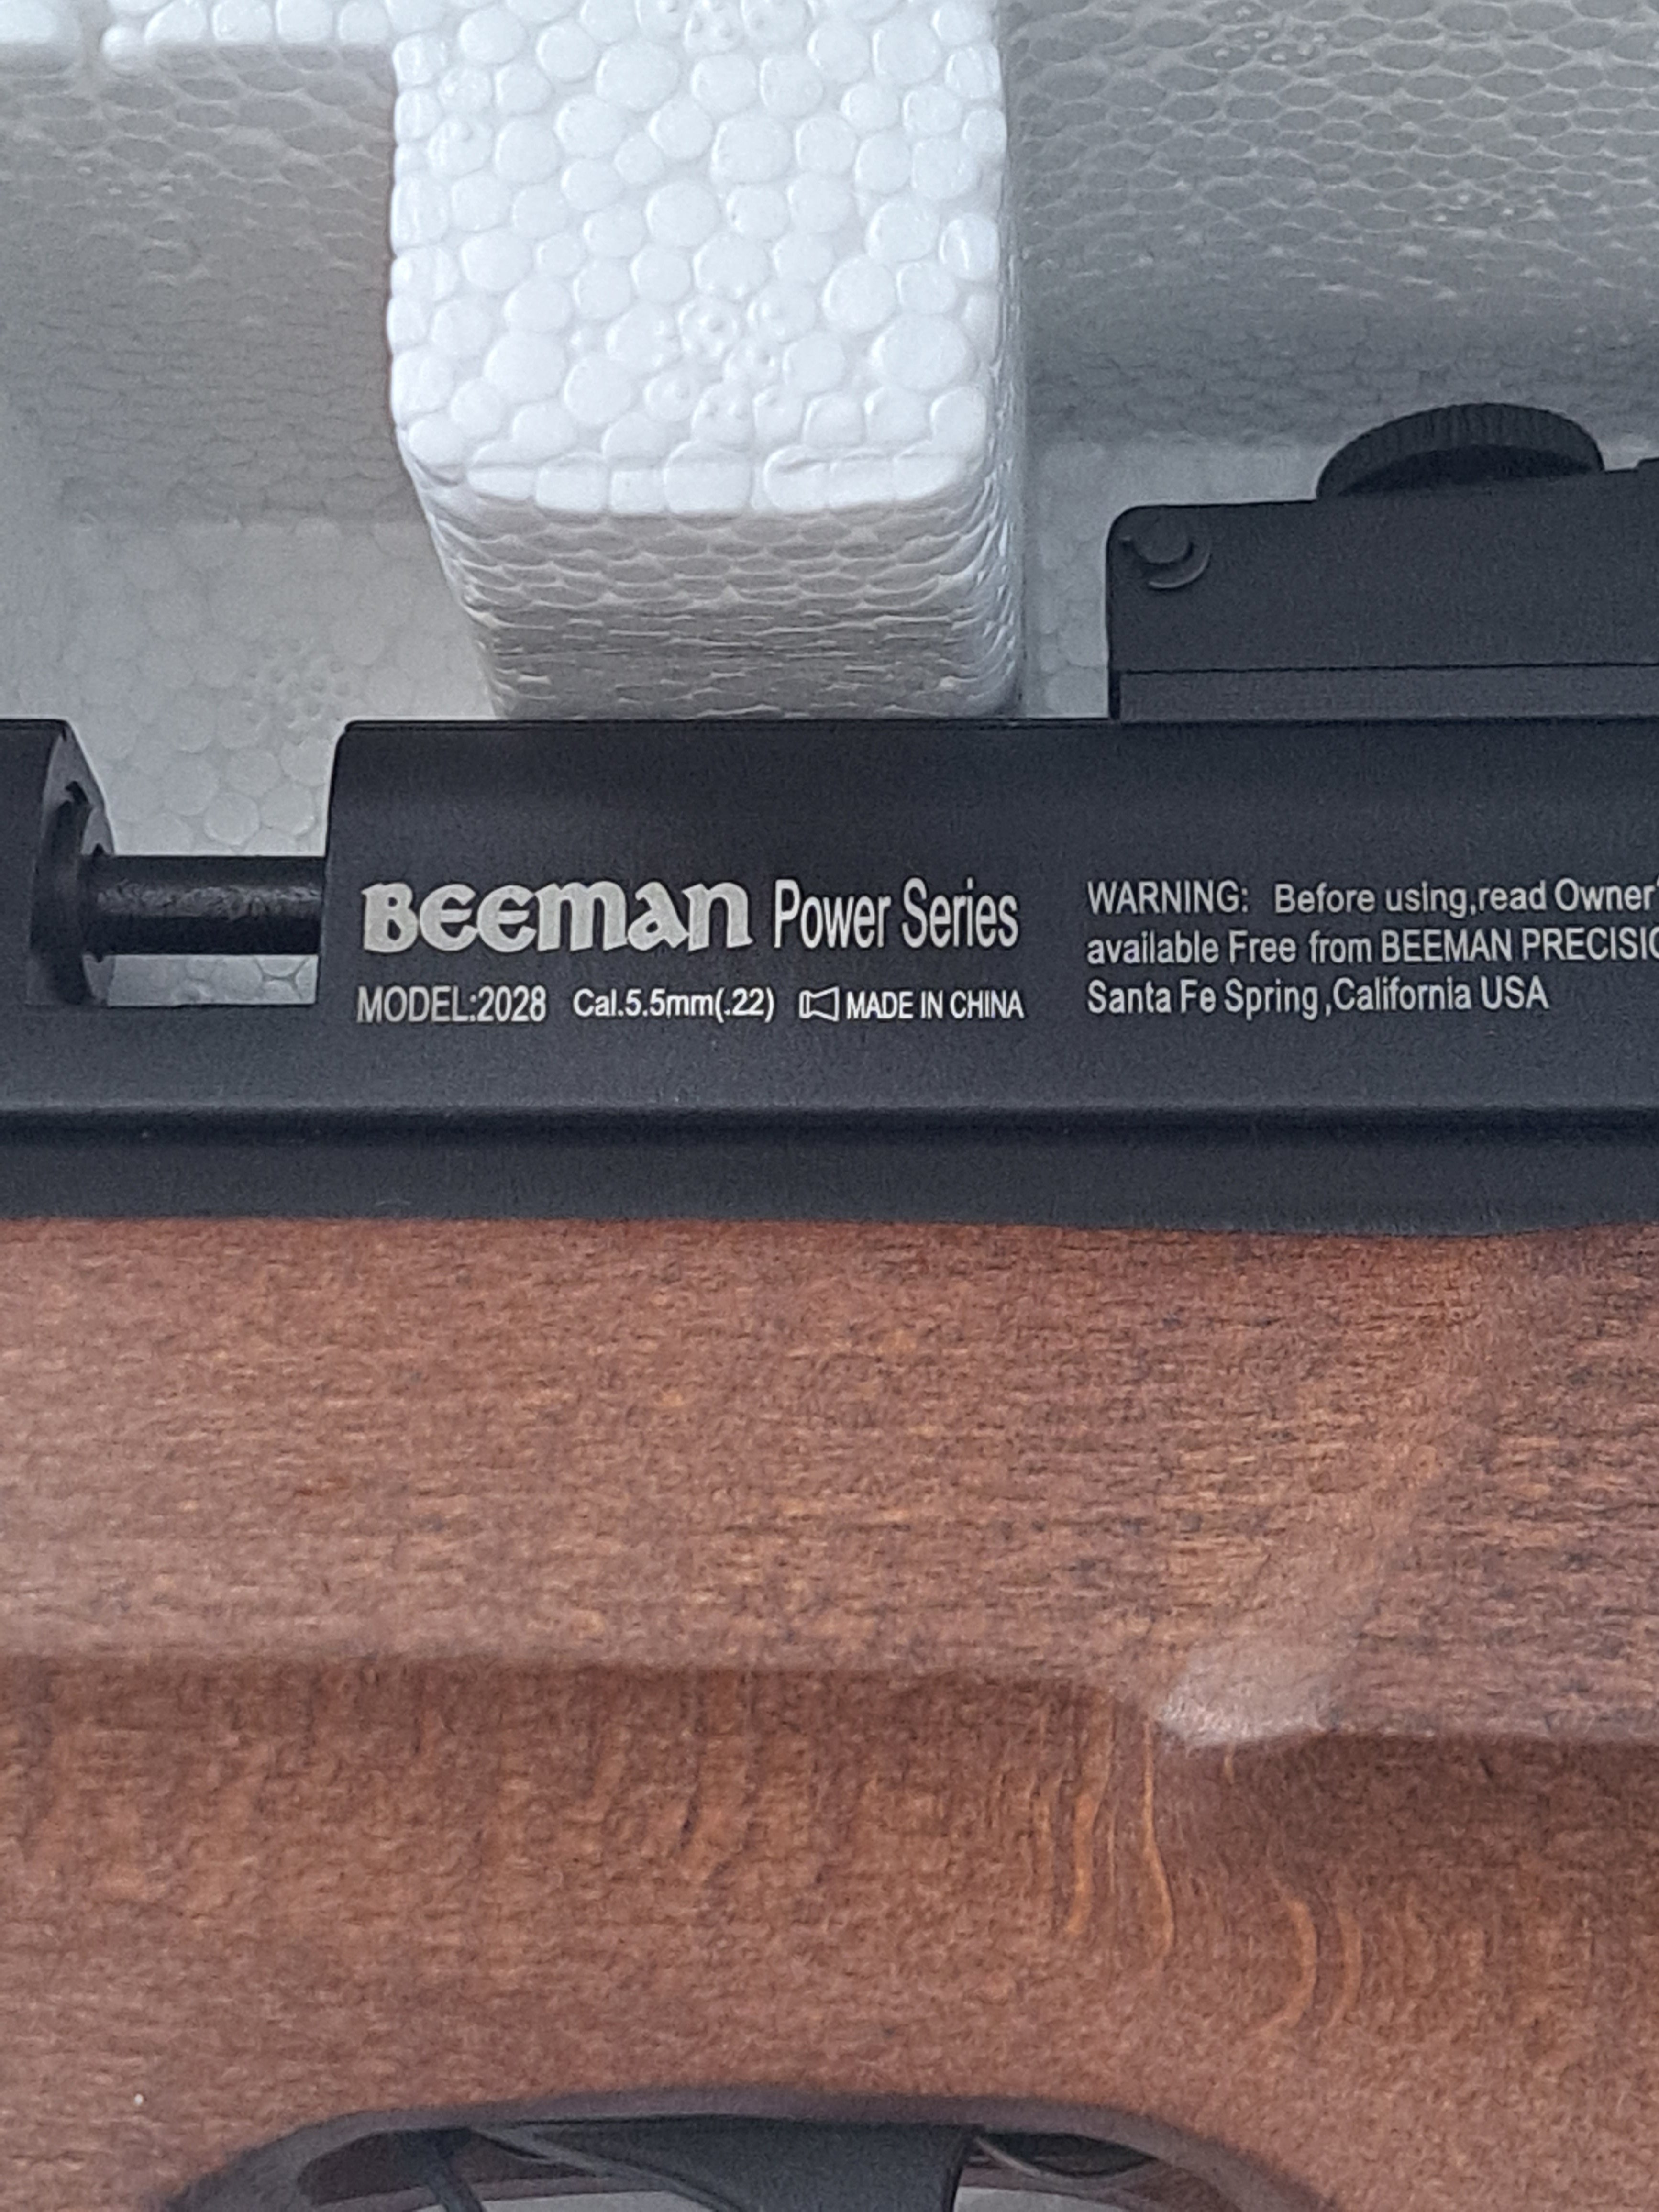 BEEMAN Power Series
MODEL:2028 Cal.5.5mm(.22) MADE IN CHINA
WARNING: Before using,read Owner'
available Free from BEEMAN
Santa Fe Spring,California USA